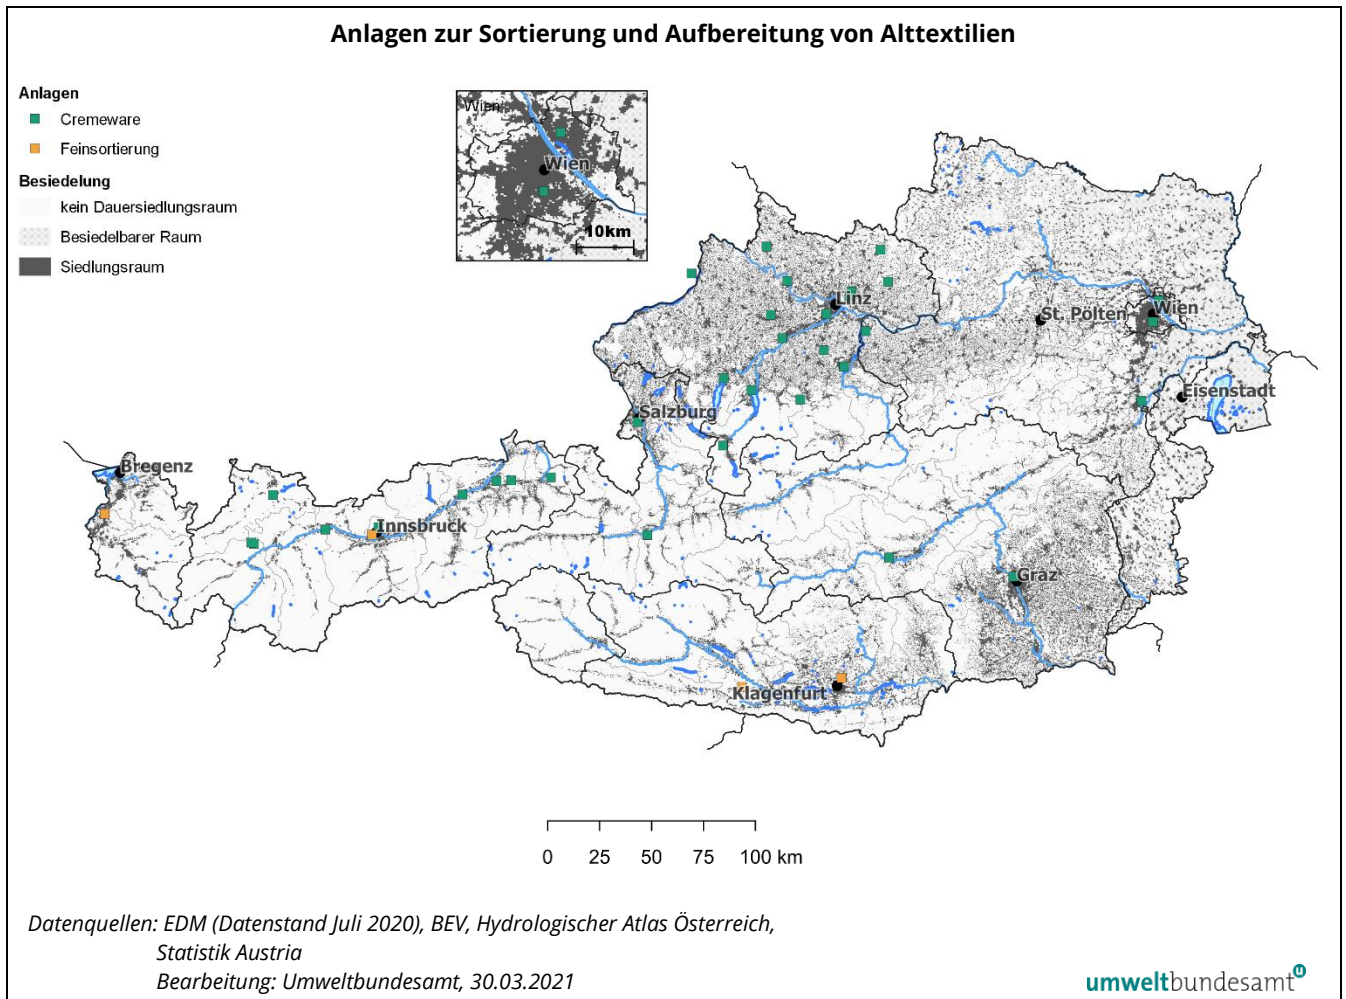 Anlagen zur Sortierung und Aufbereitung von Alttextilien
Anlagen
Cremeware
Feinsortierung
Besiedelung
kein Dauersiedlungsraum
Besiedelbarer Raum
Siedlungsraum
Wien
Wien
10km
Linz
St. Pölten
Wien
Eisenstadt
Salzburg
Bregenz
Innsbruck
Graz
Klagenfurt
0 25 50 75 100 km
Datenquellen: EDM (Datenstand Juli 2020), BEV, Hydrologischer Atlas Österreich,
Statistik Austria
Bearbeitung: Umweltbundesamt, 30.03.2021
umweltbundesamt u